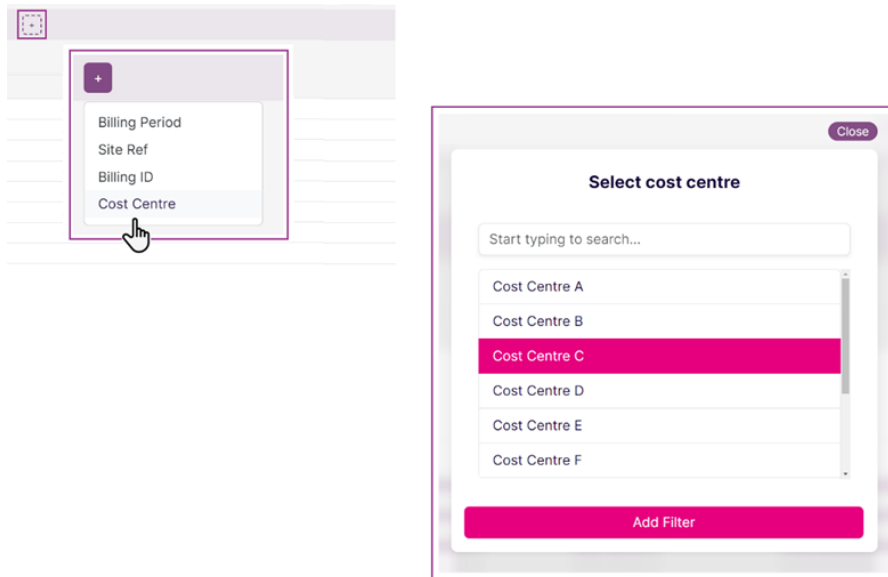 +
+
Billing Period
Site Ref
Billing ID
Cost Centre
Close
Select cost centre
Start typing to search...
Cost Centre A
Cost Centre B
Cost Centre C
Cost Centre D
Cost Centre E
Cost Centre F
Add Filter